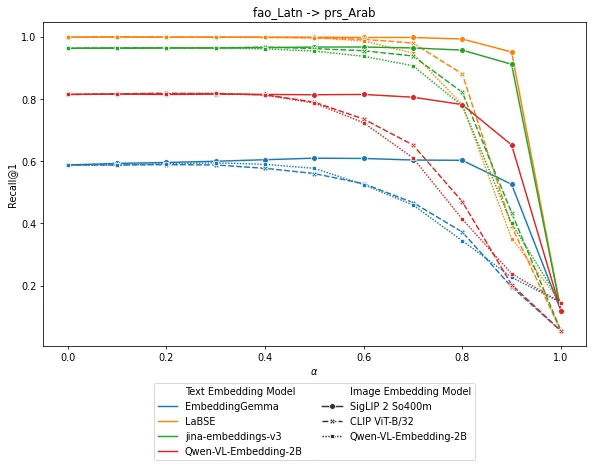 fao_Latn -> prs_Arab
1.0
0.8
0.6
0.4
0.2
Recall@1
0.0 0.2 0.4 0.6 0.8 1.0
α
Text Embedding Model Image Embedding Model
EmbeddingGemma SigLIP 2 So400m
LaBSE CLIP ViT-B/32
jina-embeddings-v3 Qwen-VL-Embedding-2B
Qwen-VL-Embedding-2B